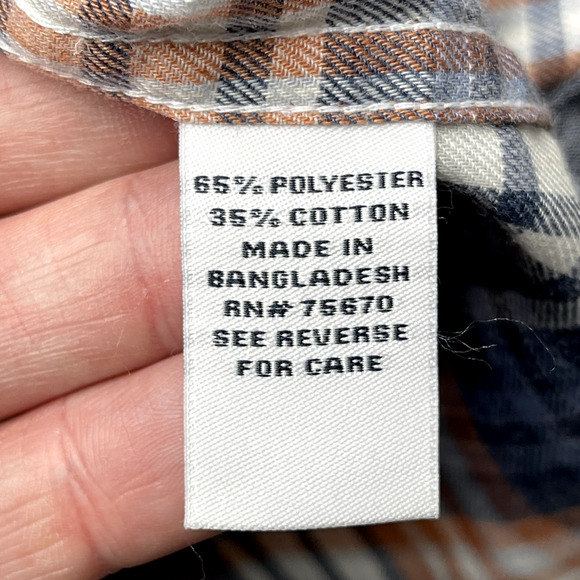 65% POLYESTER
35% COTTON
MADE IN
BANGLADESH
RN# 75670
SEE REVERSE
FOR CARE